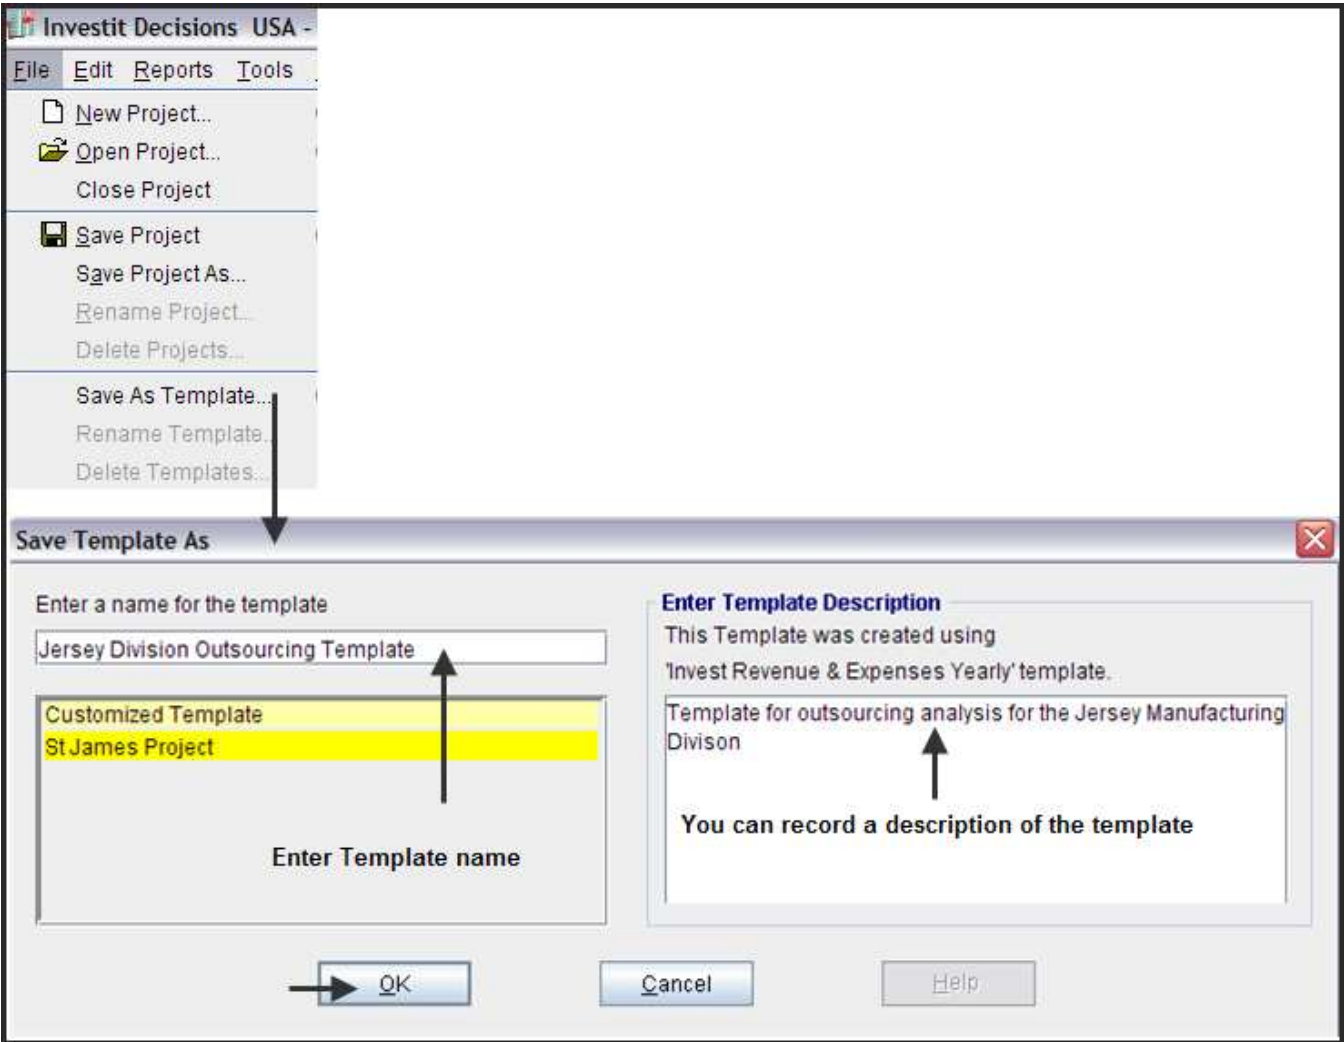 Investit Decisions USA -
File Edit Reports Tools
New Project...
Open Project...
Close Project
Save Project
Save Project As...
Rename Project...
Delete Projects...
Save As Template...
Rename Template...
Delete Templates...
Save Template As
Enter a name for the template
Jersey Division Outsourcing Template
Customized Template
St James Project
Enter Template name
Enter Template Description
This Template was created using
'Invest Revenue & Expenses Yearly' template.
Template for outsourcing analysis for the Jersey Manufacturing
Divison
You can record a description of the template
OK Cancel Help